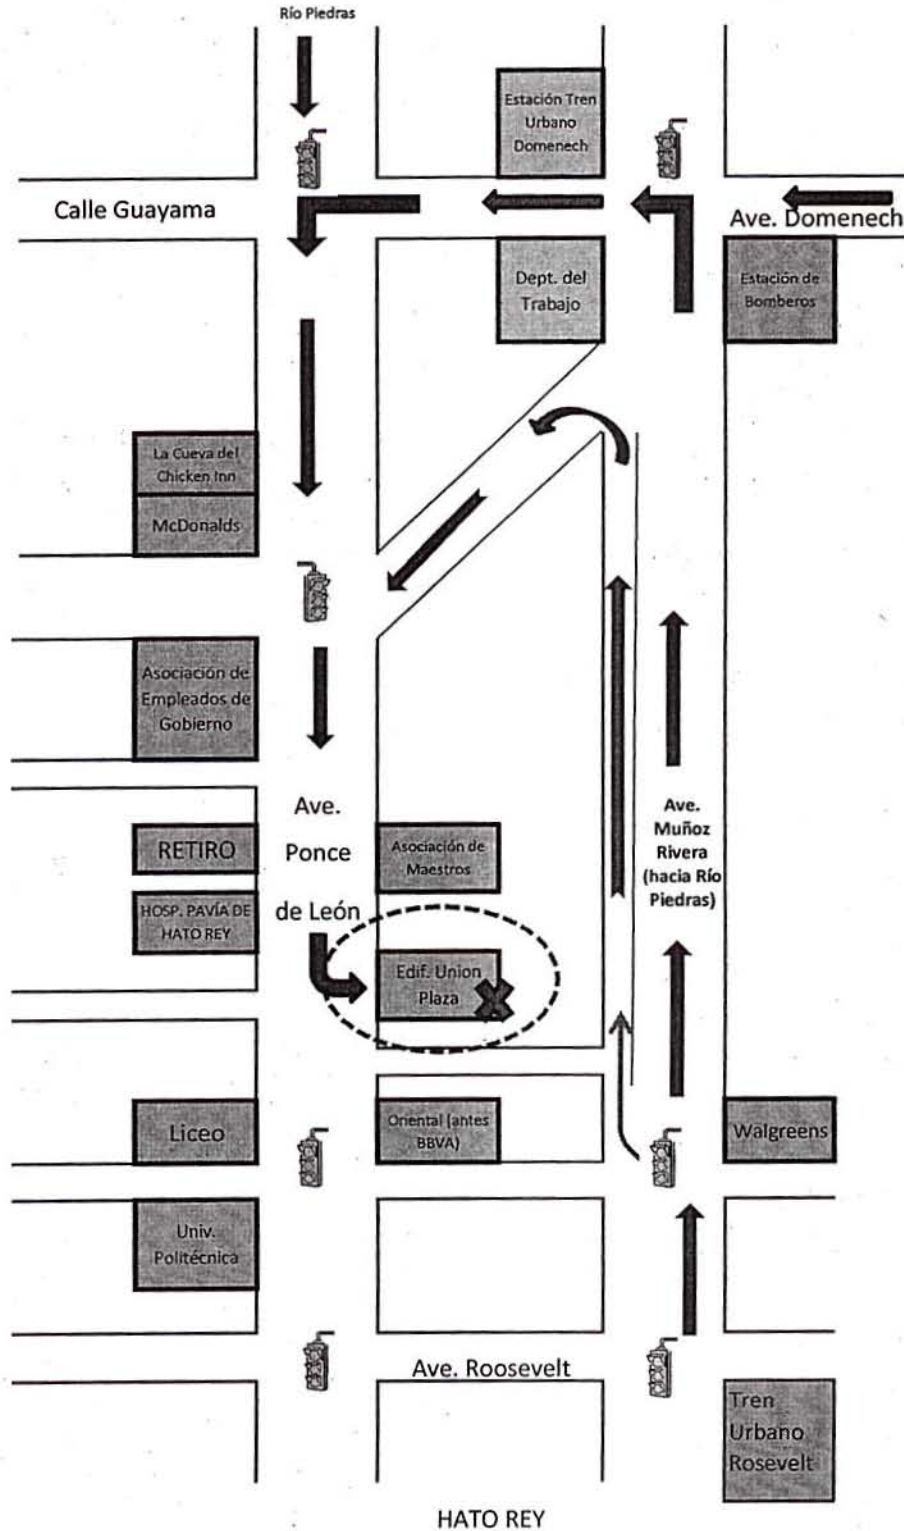 Río Piedras
Estación Tren
Urbano
Domenech
Calle Guayama
Ave. Domenech
Dept. del
Trabajo
Estación de
Bomberos
La Cueva del
Chicken Inn
McDonalds
Asociación de
Empleados de
Gobierno
Ave.
Ponce
de León
Ave.
Muñoz
Rivera
(hacia Río
Piedras)
RETIRO
Asociación de
Maestros
HOSP. PAVÍA DE
HATO REY
Edif. Union
Plaza
Liceo
Oriental (antes
BBVA)
Walgreens
Univ.
Politécnica
Ave. Roosevelt
Tren
Urbano
Rosevelt
HATO REY